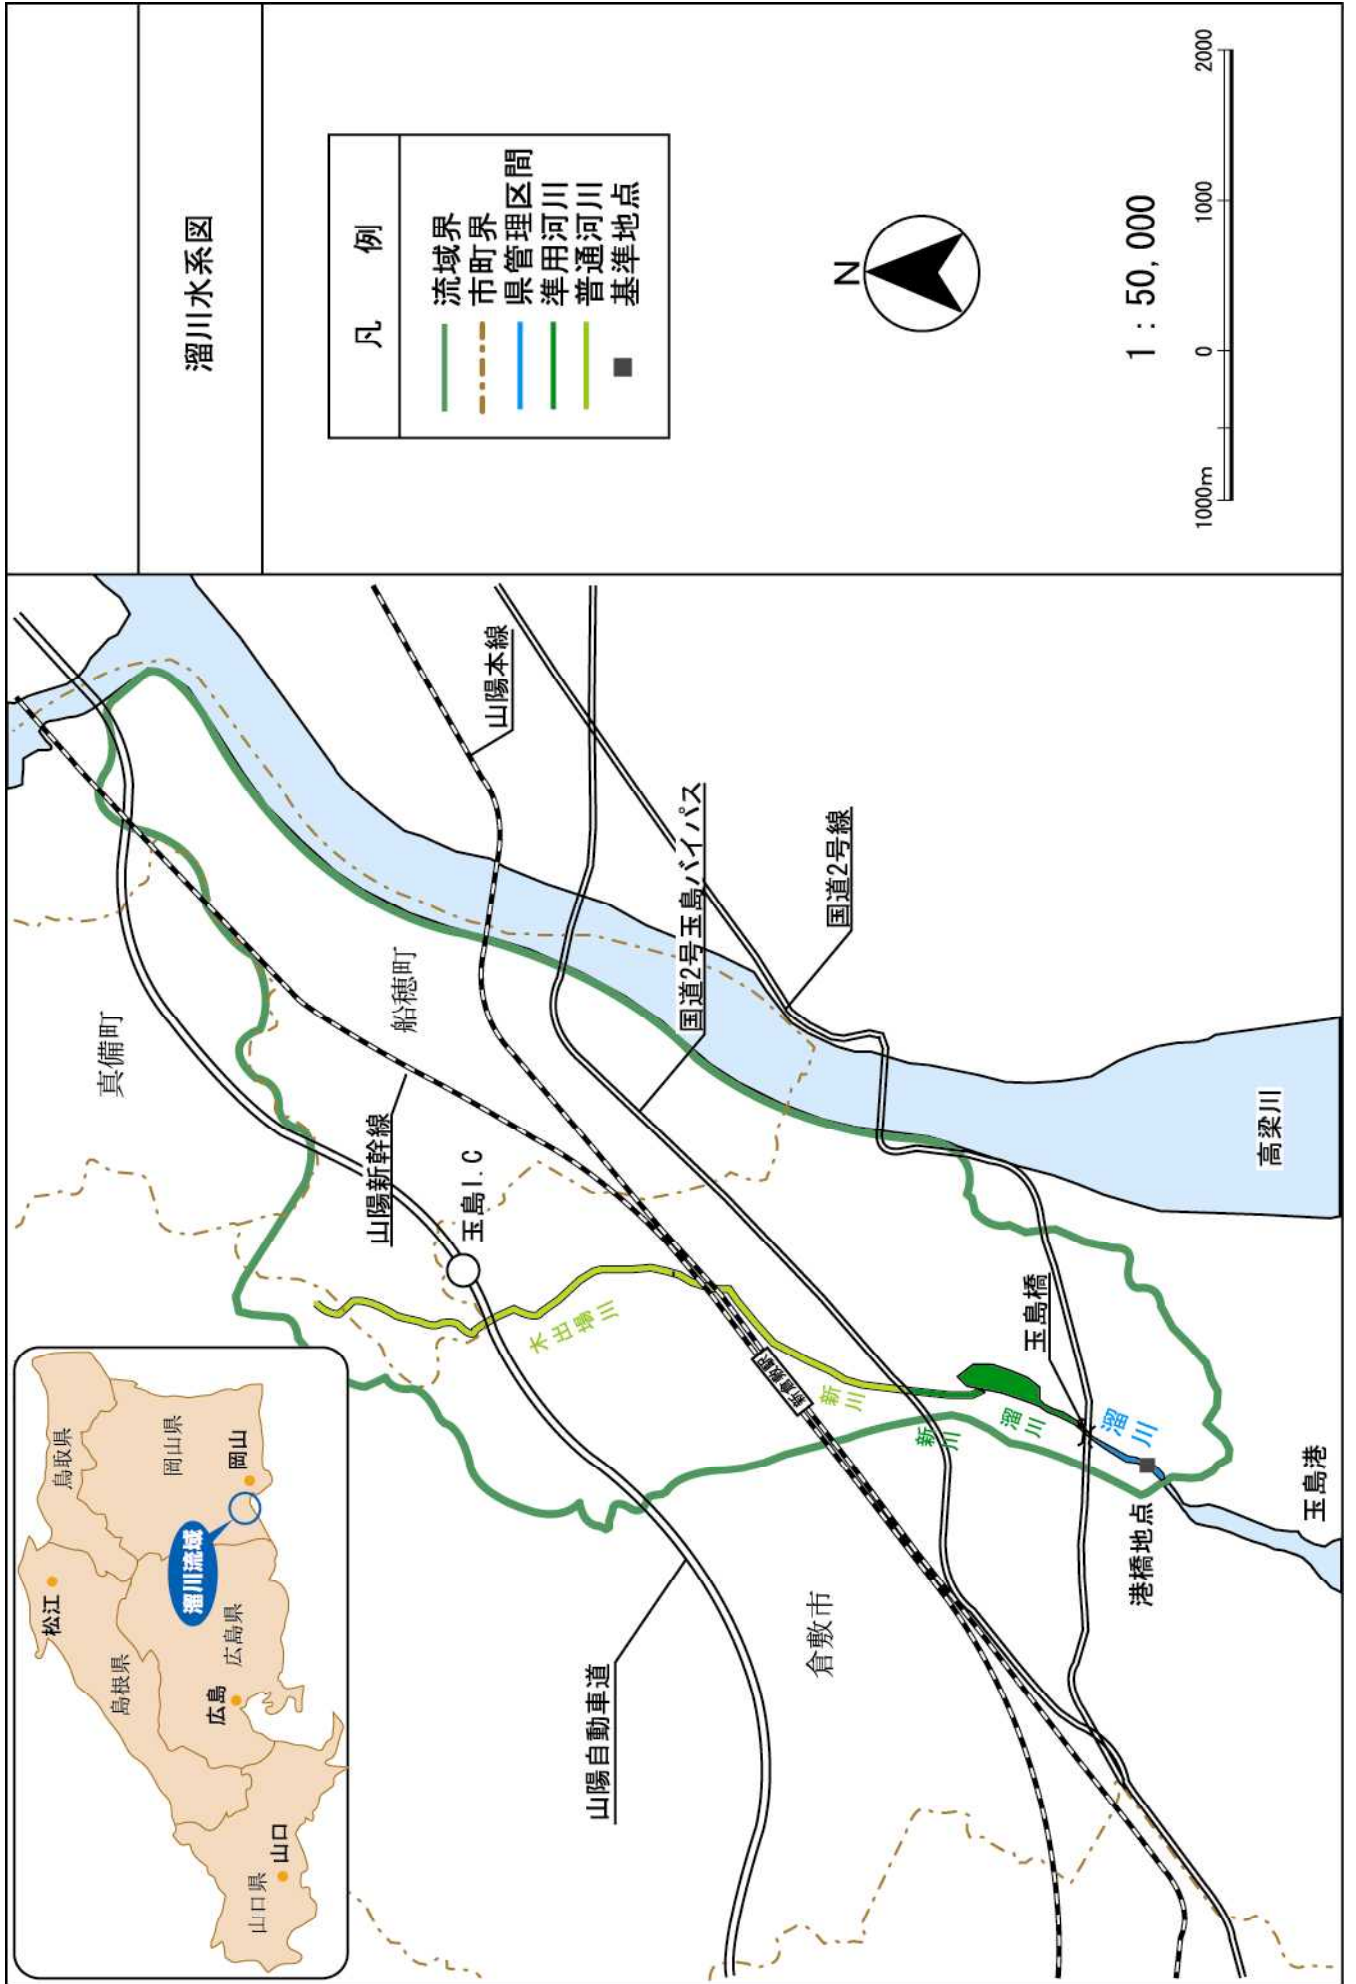 溜川水系図
凡 例
流域界
市町界
県管理区間
準用河川
普通河川
基準地点
N
1 : 50,000
1000m 0 1000 2000
鳥取県
岡山県
岡山
松江
島根県
溜川流域
広島県
広島
山口
山口県
真備町
船穂町
山陽本線
山陽新幹線
国道2号玉島バイパス
国道2号線
玉島I.C
水出場川
新倉敷駅
新川
新川
溜川
溜川
玉島橋
高梁川
港橋地点
玉島港
倉敷市
山陽自動車道